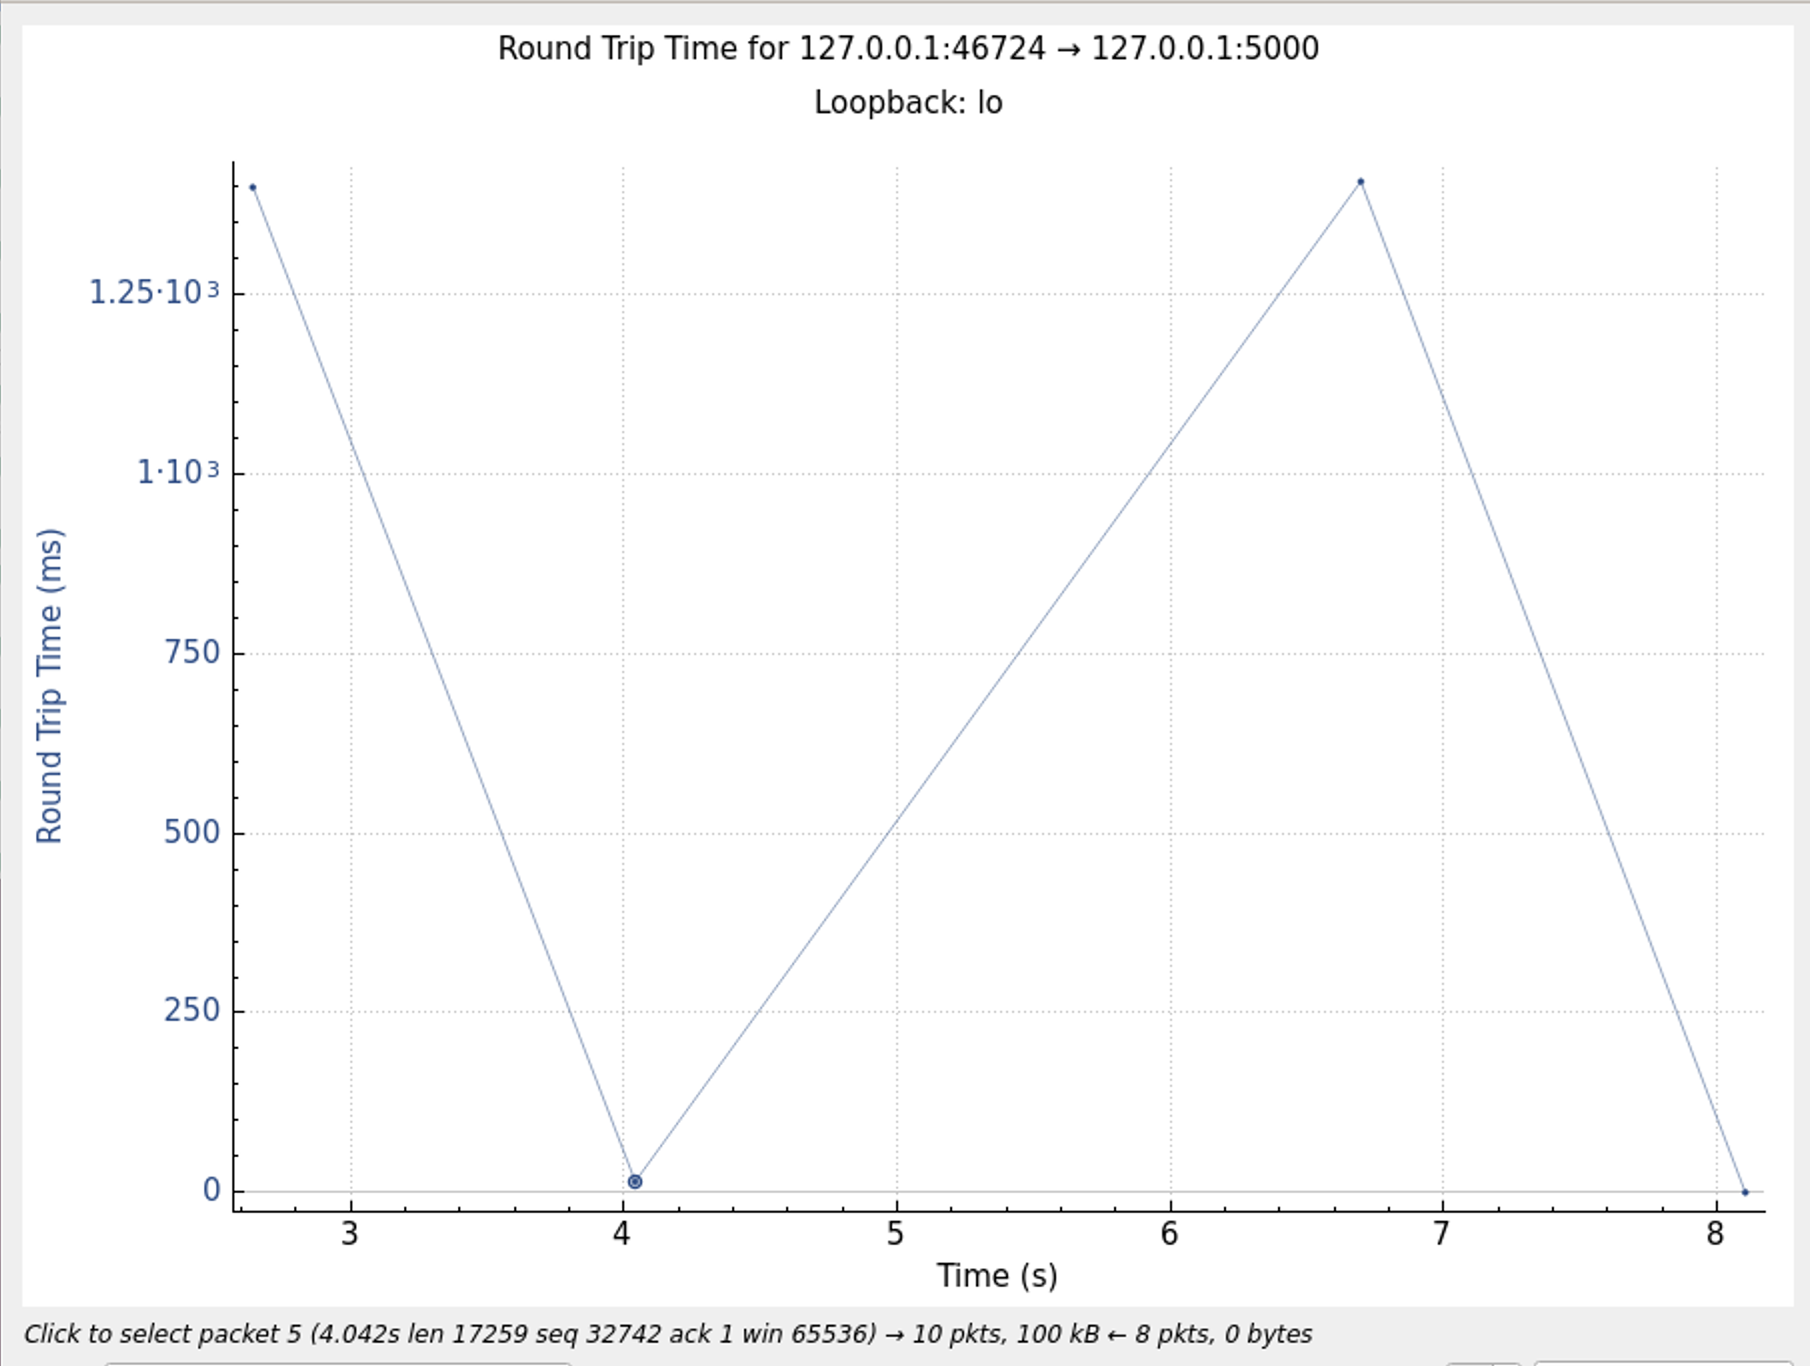 Round Trip Time for 127.0.0.1:46724 → 127.0.0.1:5000
Loopback: lo
Round Trip Time (ms)
1.25·10³
1·10³
750
500
250
0
3 4 5 6 7 8
Time (s)
Click to select packet 5 (4.042s len 17259 seq 32742 ack 1 win 65536) → 10 pkts, 100 kB ← 8 pkts, 0 bytes